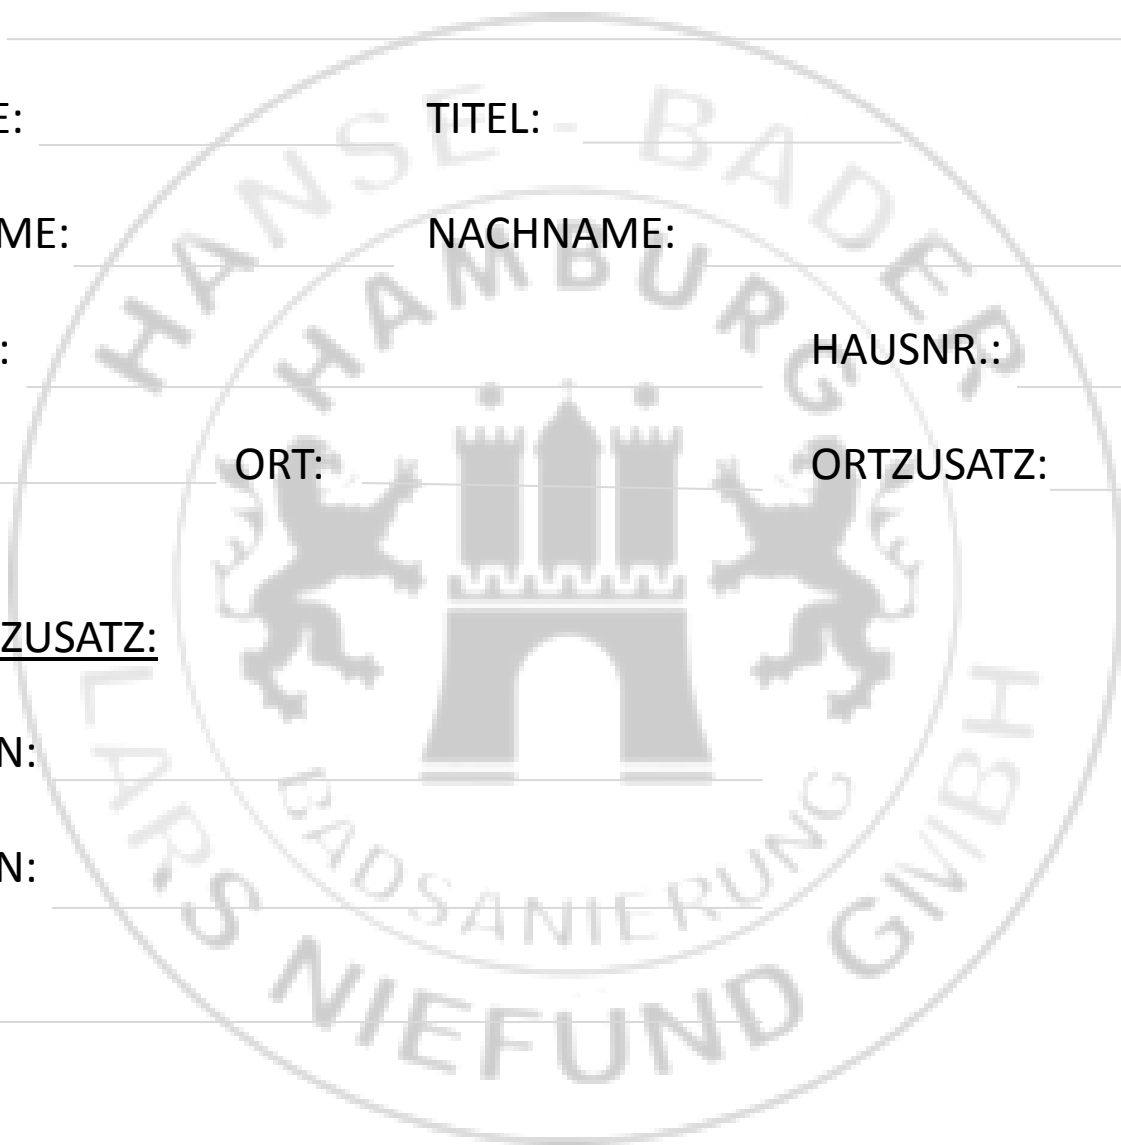 E: TITEL:
ME: NACHNAME:
: HAUSNR.:
ORT: ORTZUSATZ:
ZUSATZ:
N:
N:
HANSE - BADER
HAMBURG
BADSANIERUNG
LARS NIEFUND GMBH